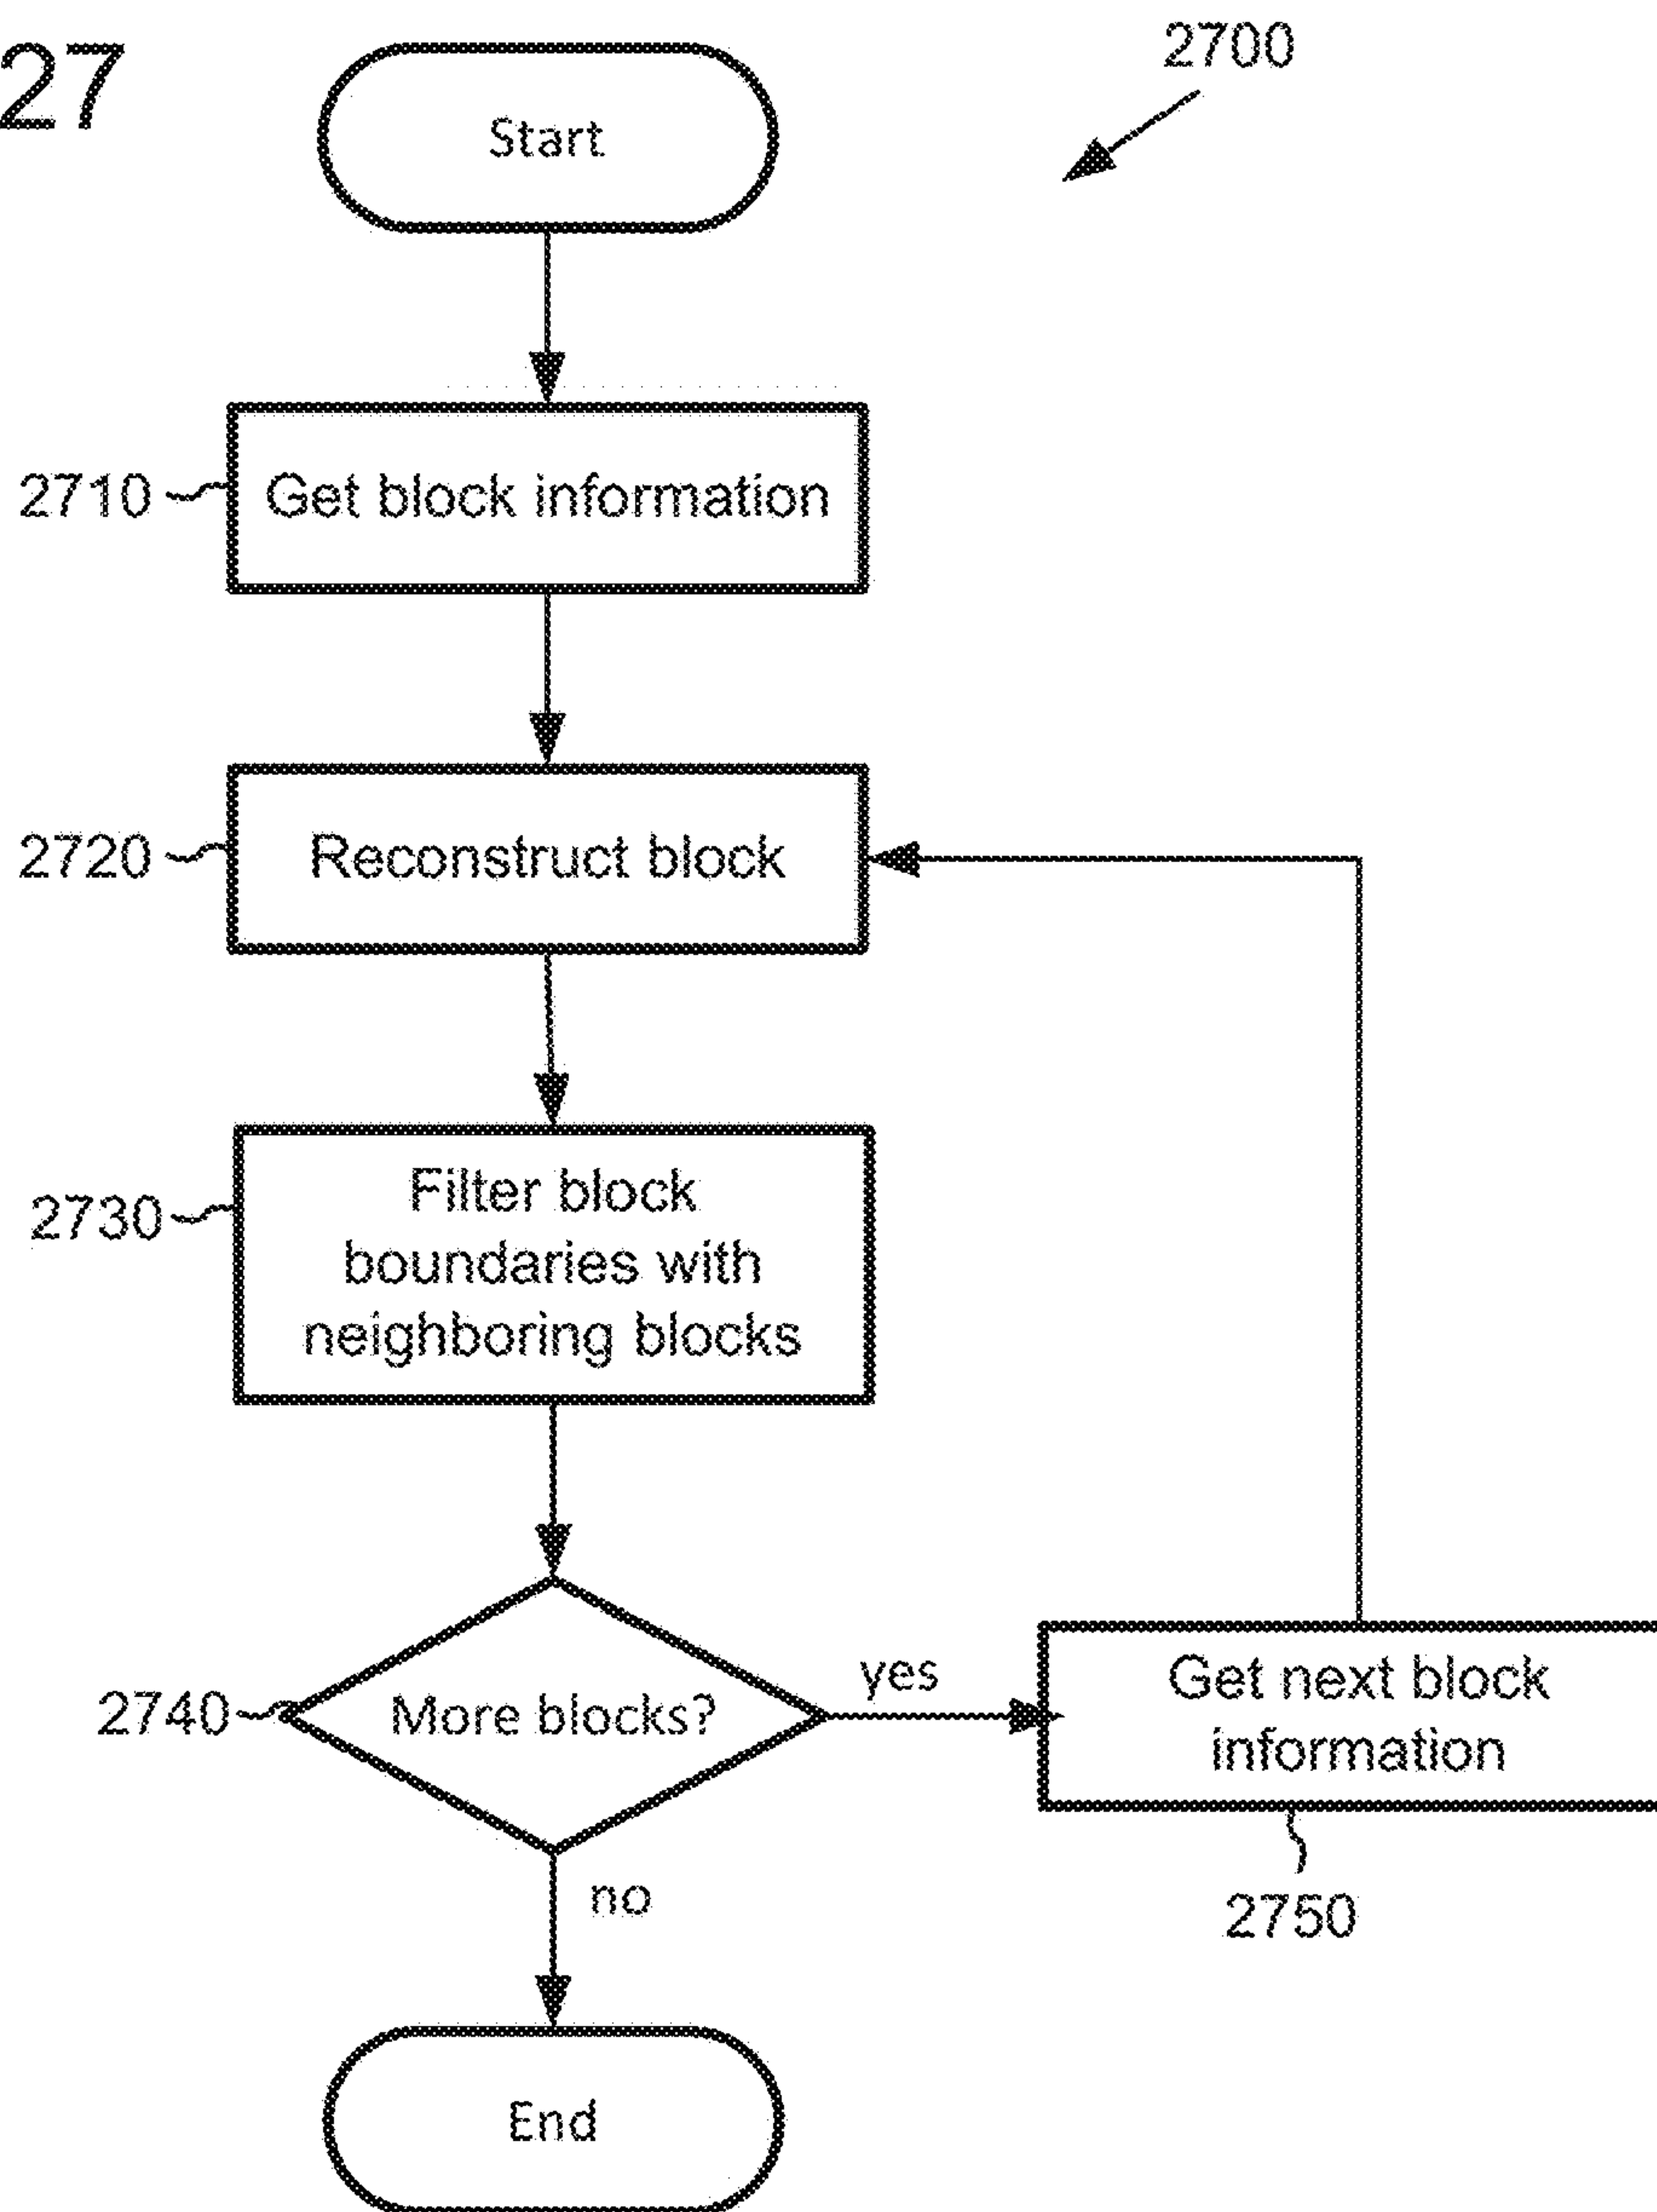 27
2700
Start
2710
Get block information
2720
Reconstruct block
2730
Filter block
boundaries with
neighboring blocks
2740
More blocks?
yes
Get next block
information
2750
no
End